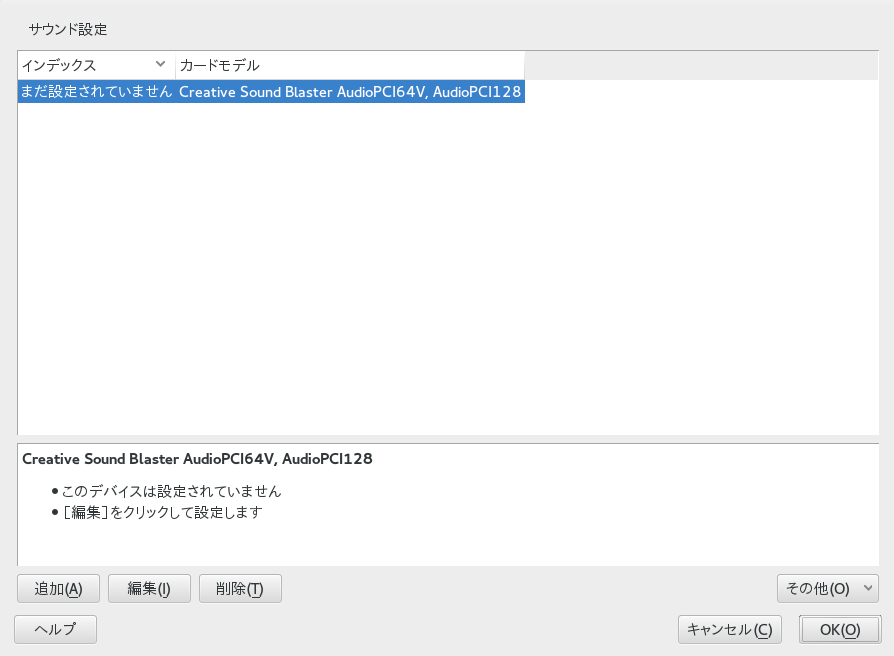 サウンド設定
インデックス カードモデル
まだ設定されていません Creative Sound Blaster AudioPCI64V, AudioPCI128
Creative Sound Blaster AudioPCI64V, AudioPCI128
●このデバイスは設定されていません
●［編集］をクリックして設定します
追加(A) 編集(I) 削除(T) その他(O)
ヘルプ キャンセル(C) OK(O)